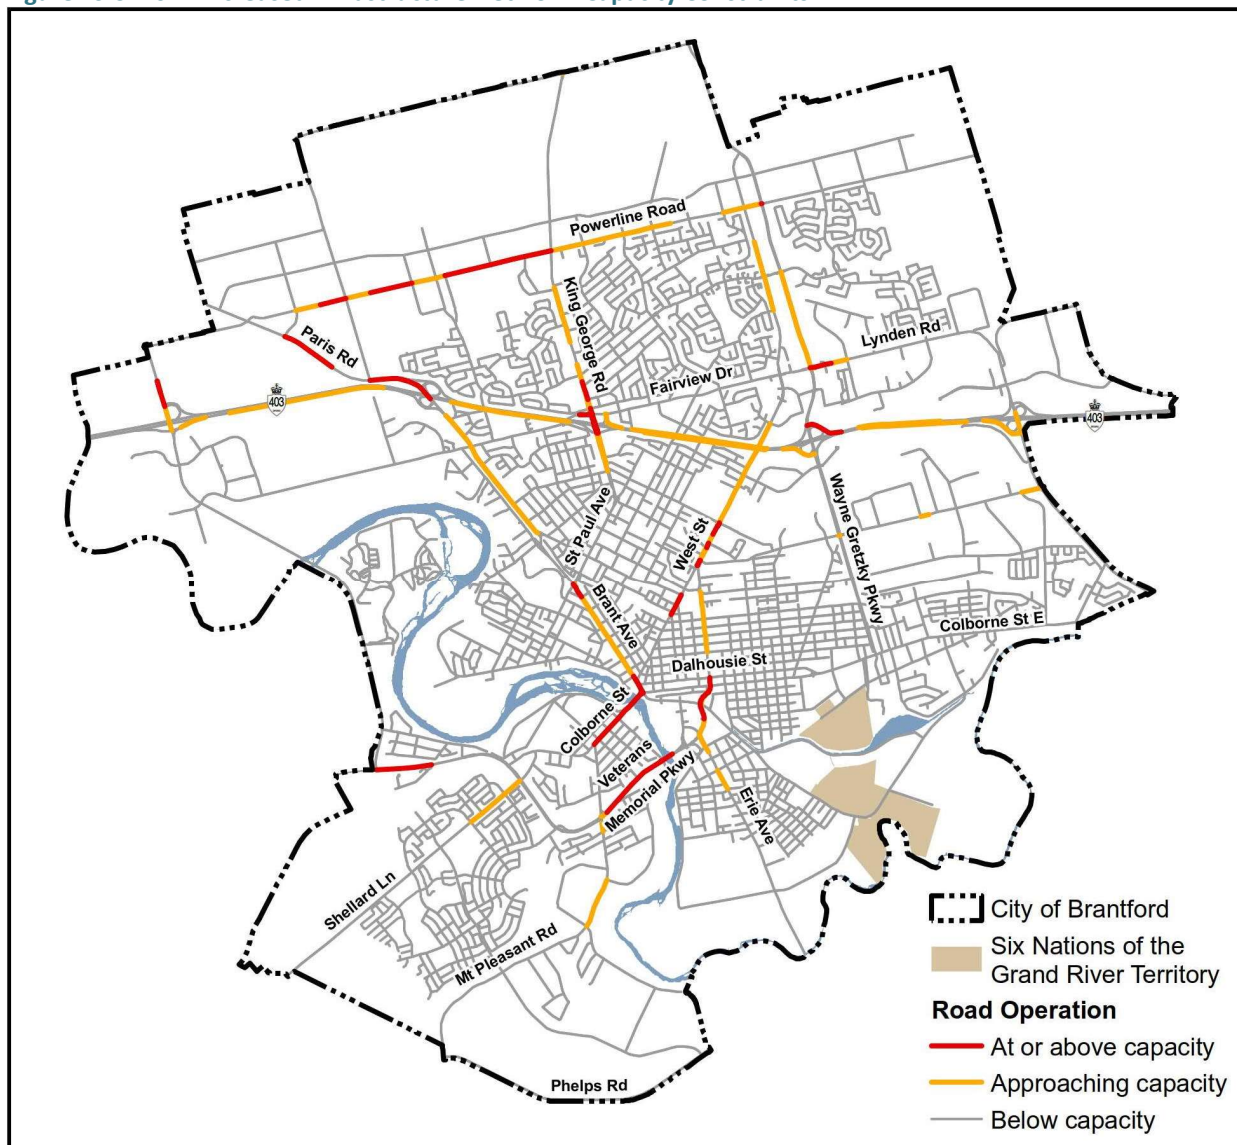 Powerline Road
King George Rd
Paris Rd
Lynden Rd
Fairview Dr
403
403
St Paul Ave
West St
Wayne Gretzky Pkwy
Brant Ave
Colborne St E
Dalhousie St
Colborne St
Veterans
Memorial Pkwy
Erie Ave
Shellard Ln
Mt Pleasant Rd
Phelps Rd
City of Brantford
Six Nations of the
Grand River Territory
Road Operation
At or above capacity
Approaching capacity
Below capacity